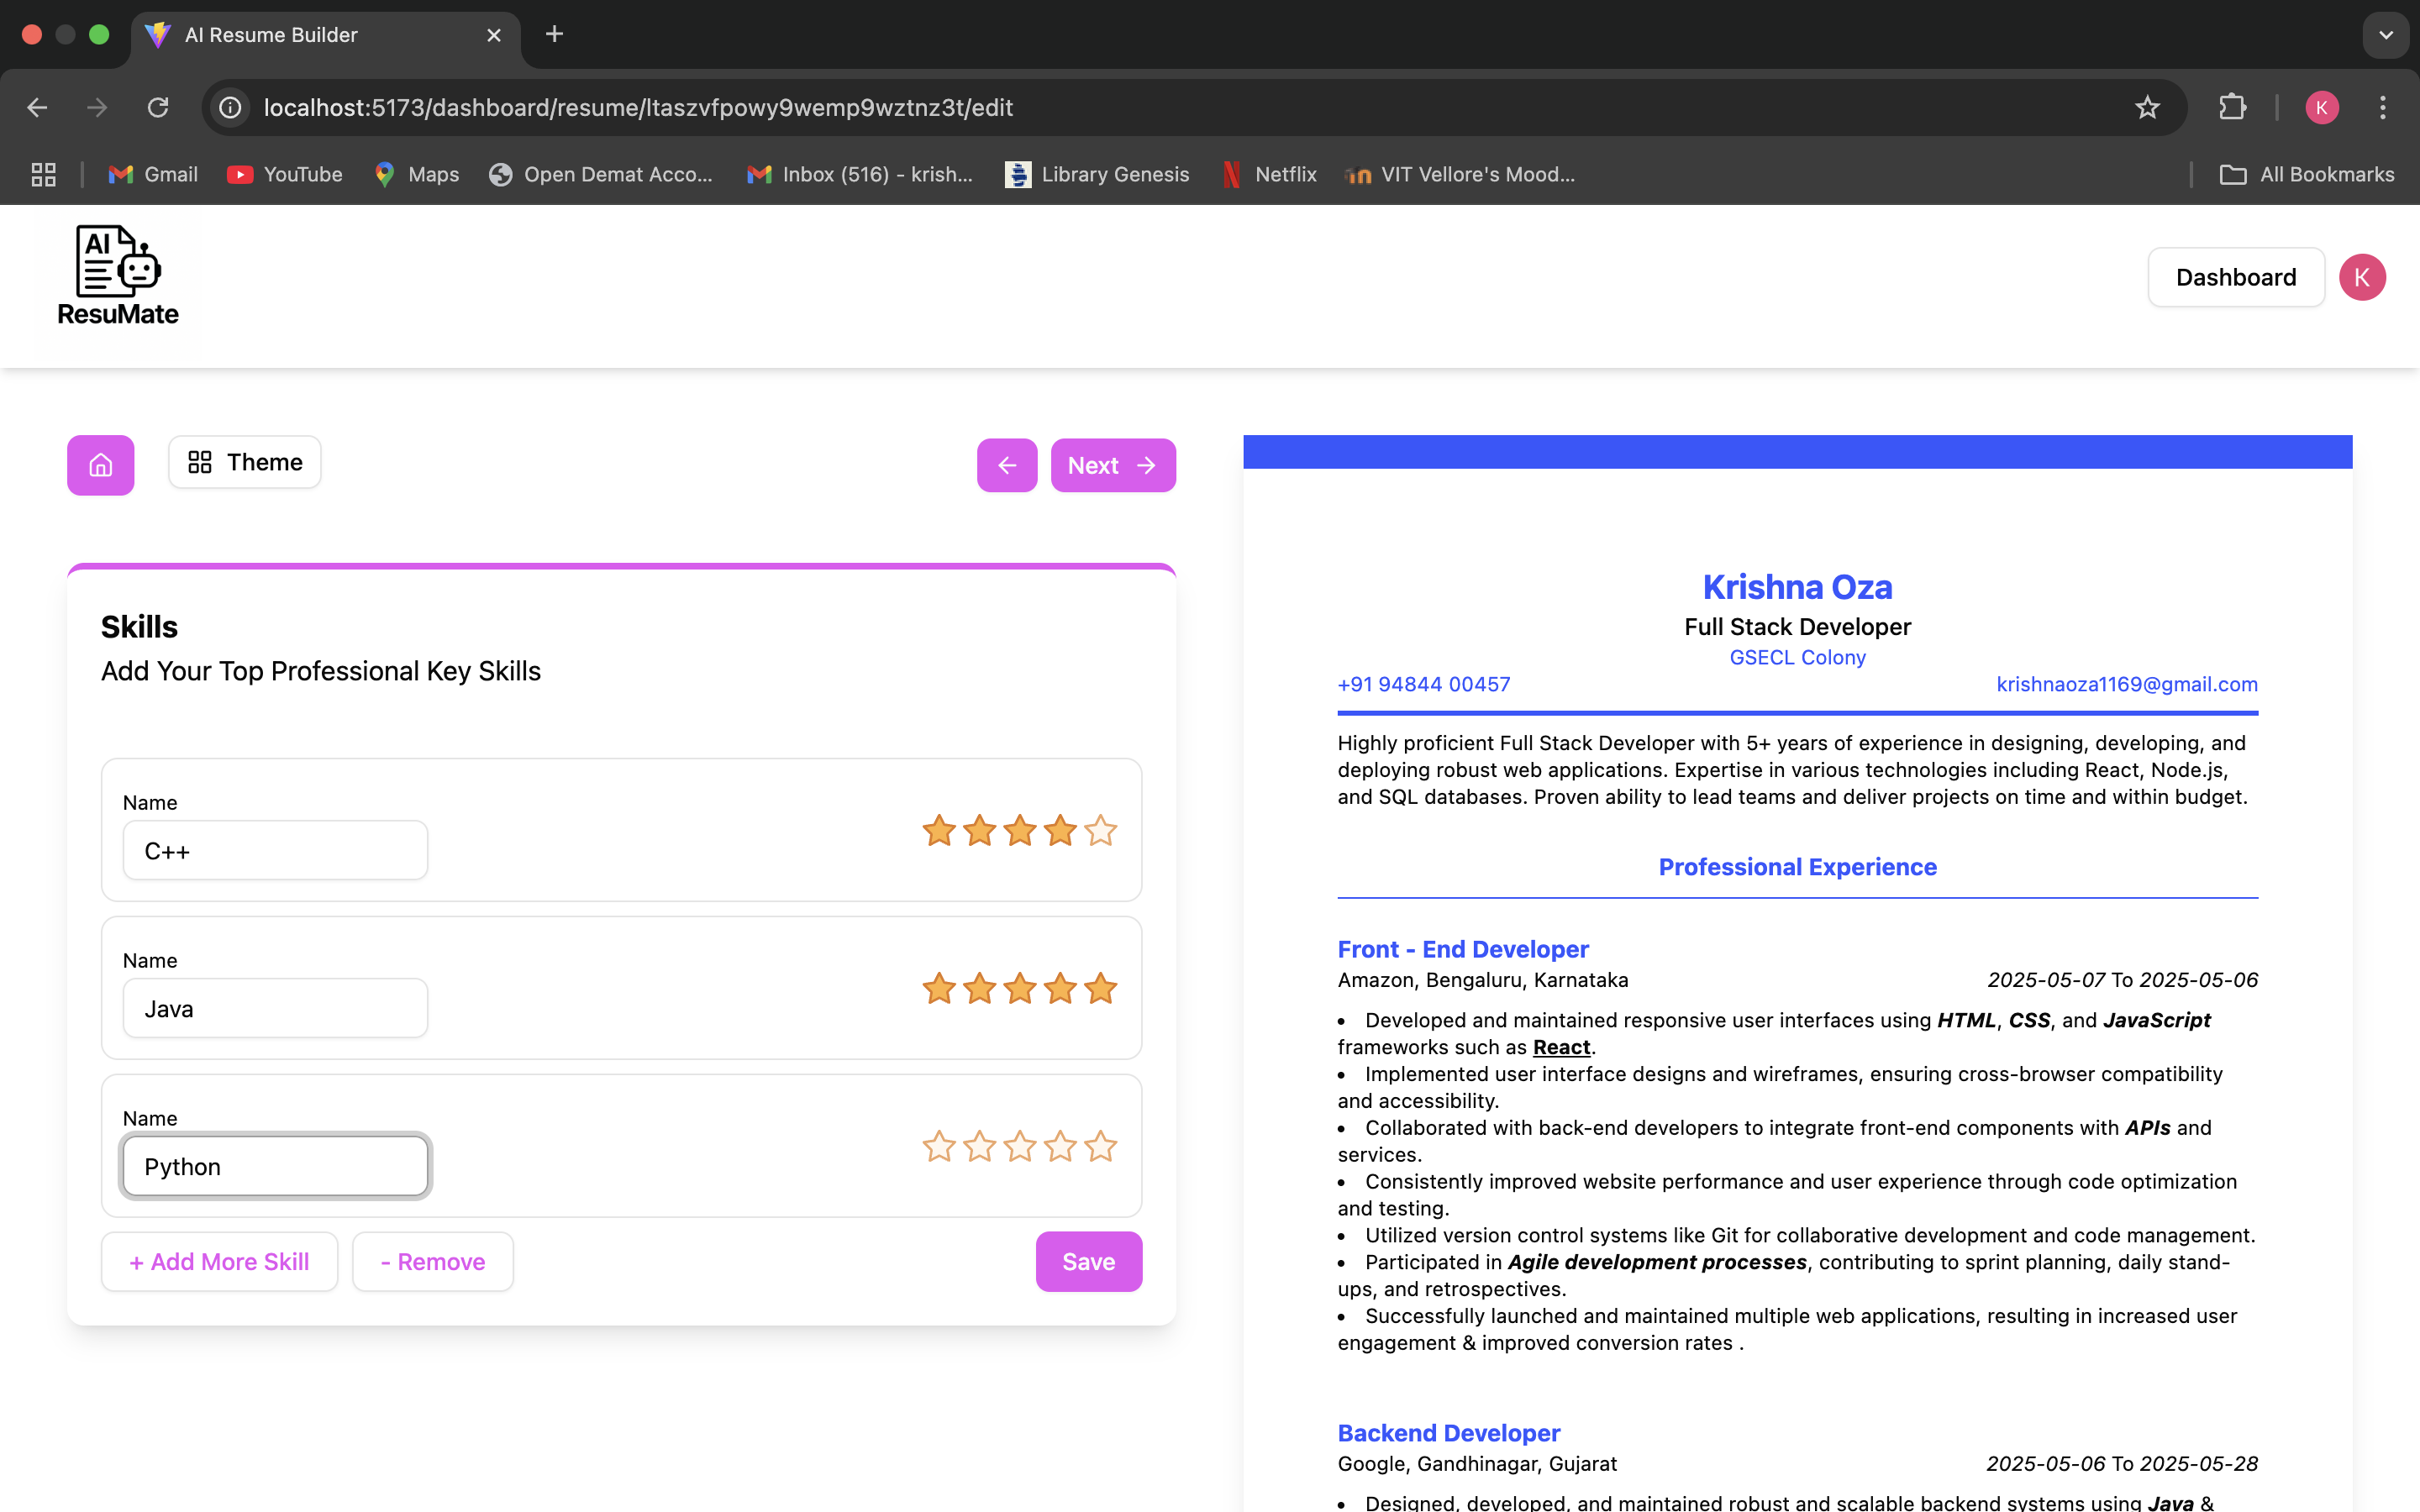 AI Resume Builder
localhost:5173/dashboard/resume/ltaszvfpowy9wemp9wztnz3t/edit
K
Gmail
YouTube
Maps
Open Demat Acco...
Inbox (516) - krish...
Library Genesis
Netflix
VIT Vellore's Mood...
All Bookmarks
AI
ResuMate
Dashboard
K
Theme
Next
Skills
Add Your Top Professional Key Skills
Name
C++
Name
Java
Name
Python
+ Add More Skill
- Remove
Save
Krishna Oza
Full Stack Developer
GSECL Colony
+91 94844 00457
krishnaoza1169@gmail.com
Highly proficient Full Stack Developer with 5+ years of experience in designing, developing, and
deploying robust web applications. Expertise in various technologies including React, Node.js,
and SQL databases. Proven ability to lead teams and deliver projects on time and within budget.
Professional Experience
Front - End Developer
Amazon, Bengaluru, Karnataka
2025-05-07 To 2025-05-06
• Developed and maintained responsive user interfaces using HTML, CSS, and JavaScript
frameworks such as React.
• Implemented user interface designs and wireframes, ensuring cross-browser compatibility
and accessibility.
• Collaborated with back-end developers to integrate front-end components with APIs and
services.
• Consistently improved website performance and user experience through code optimization
and testing.
• Utilized version control systems like Git for collaborative development and code management.
• Participated in Agile development processes, contributing to sprint planning, daily stand-
ups, and retrospectives.
• Successfully launched and maintained multiple web applications, resulting in increased user
engagement & improved conversion rates .
Backend Developer
Google, Gandhinagar, Gujarat
2025-05-06 To 2025-05-28
• Designed, developed, and maintained robust and scalable backend systems using Java &